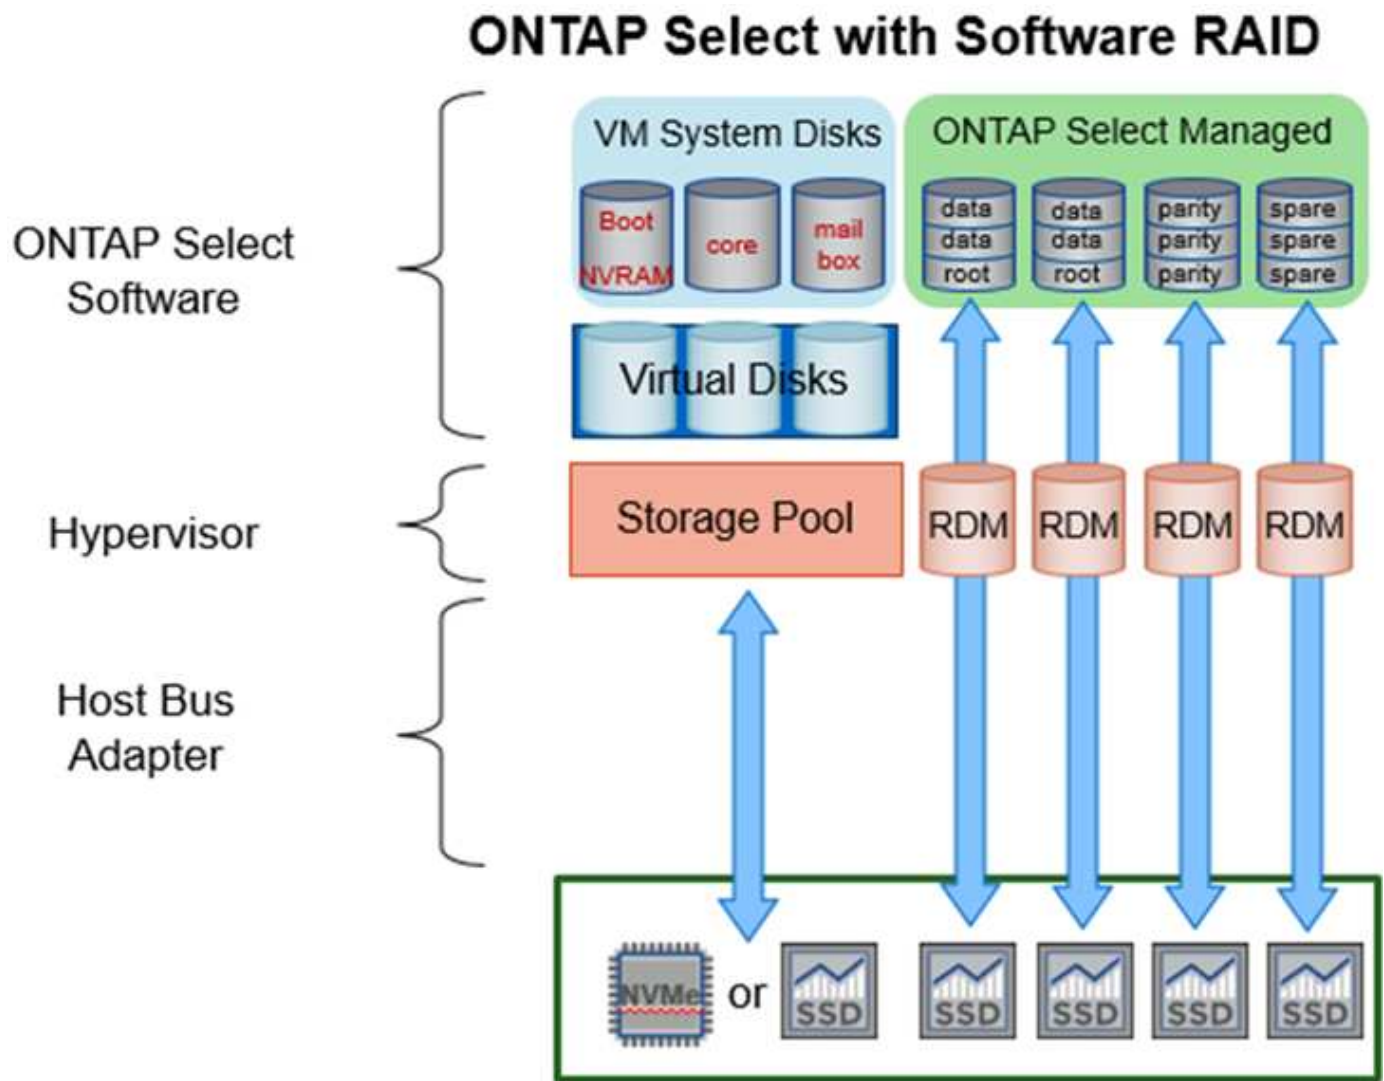 ONTAP Select with Software RAID
VM System Disks
ONTAP Select Managed
Boot
NVRAM
core
mail
box
data
data
root
data
data
root
parity
parity
parity
spare
spare
spare
ONTAP Select
Software
Virtual Disks
Hypervisor
Storage Pool
RDM
RDM
RDM
RDM
Host Bus
Adapter
NVMe
or
SSD
SSD
SSD
SSD
SSD